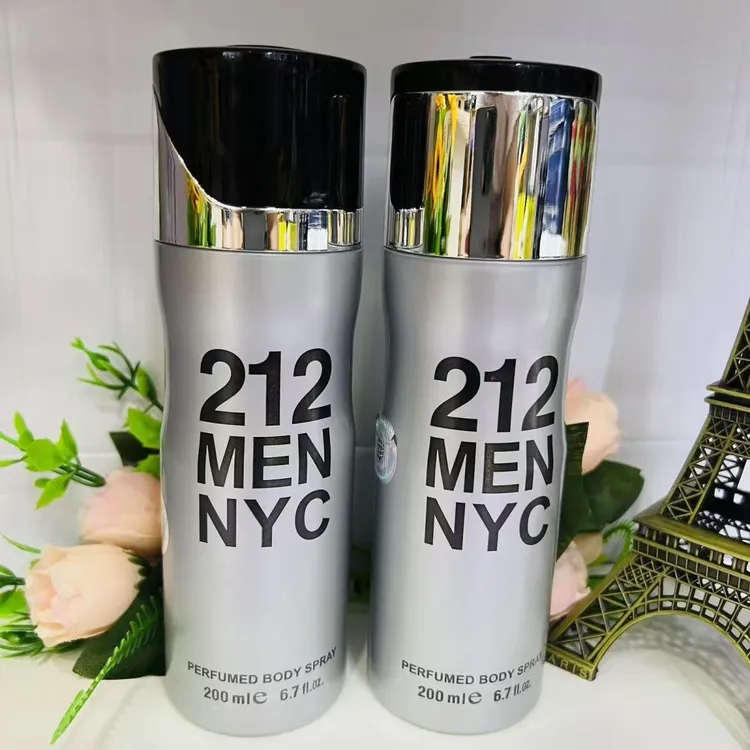 212
MEN
NYC
PERFUMED BODY SPRAY
200 ml℮ 6.7 fl.oz.
212
MEN
NYC
PERFUMED BODY SPRAY
200 ml℮ 6.7 fl.oz.
PARIS